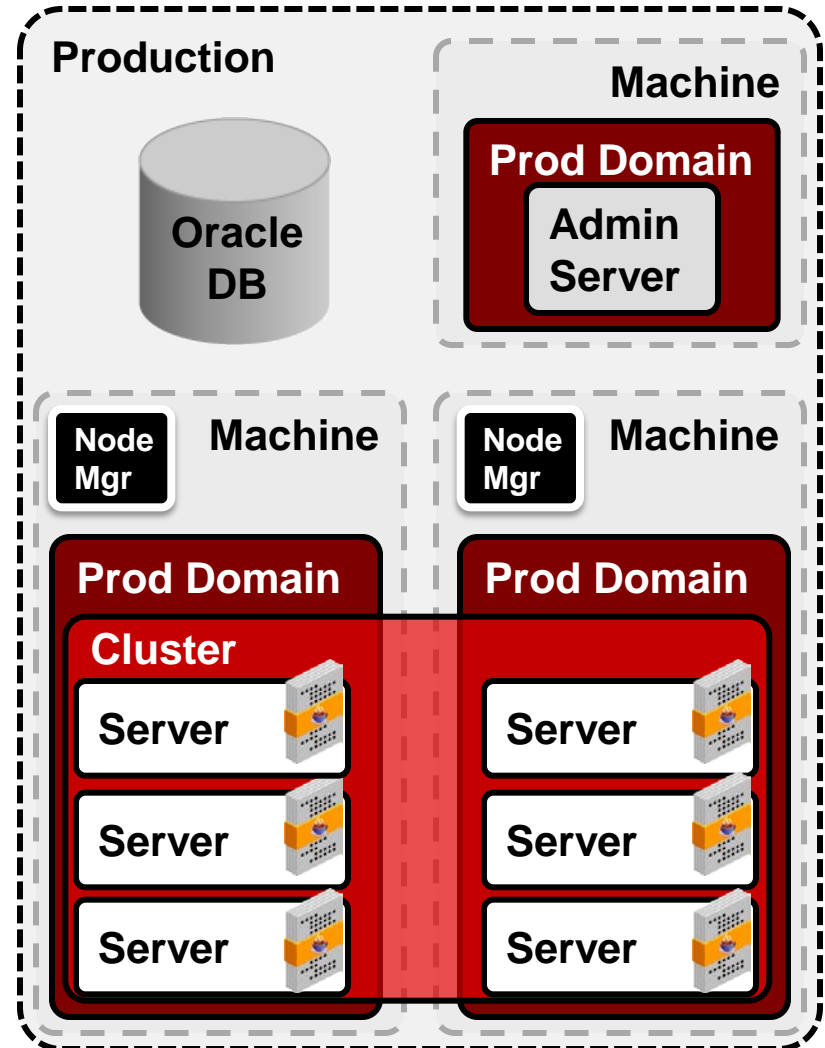 Production
Machine
Prod Domain
Admin
Server
Oracle
DB
Node
Mgr
Machine
Prod Domain
Node
Mgr
Machine
Prod Domain
Cluster
Server
Server
Server
Server
Server
Server